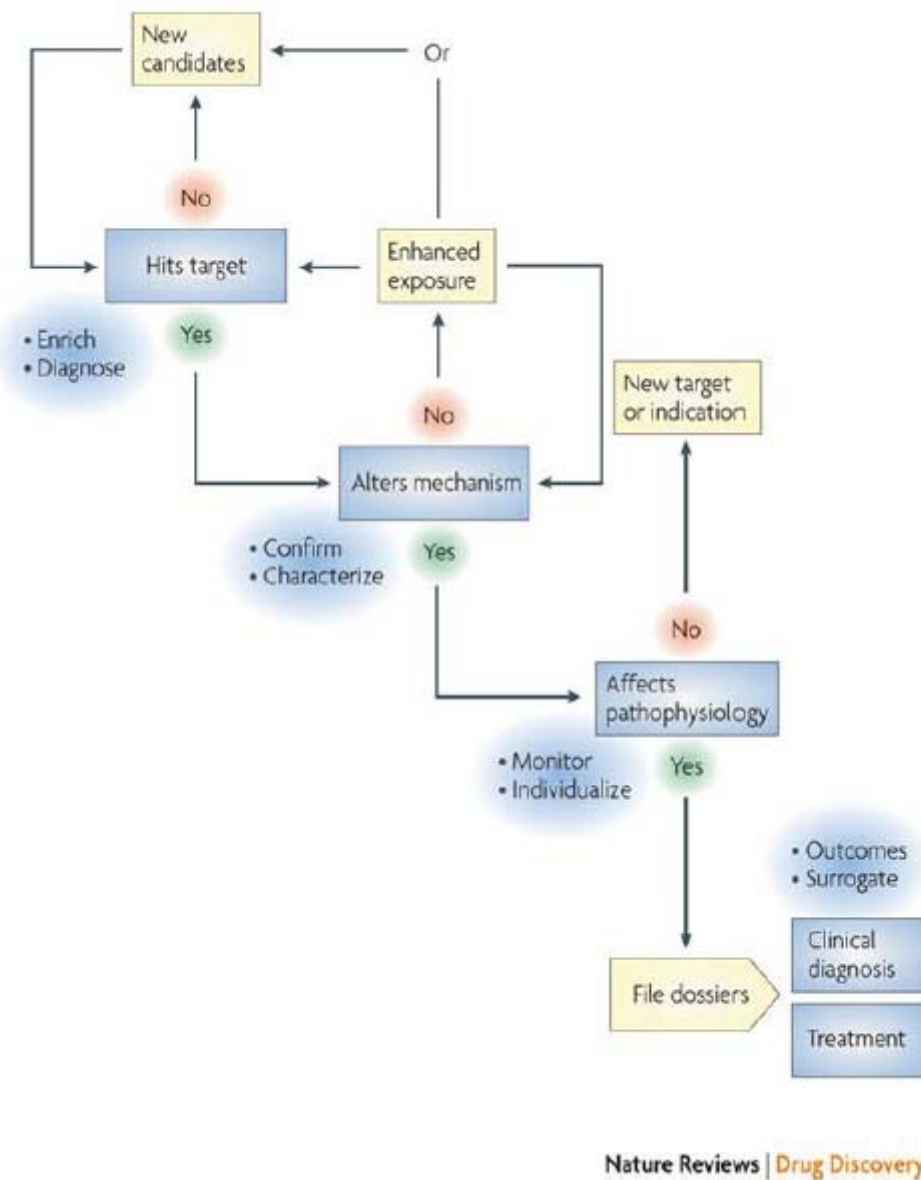 New
candidates
Or
No
Hits target
Enhanced
exposure
• Enrich
• Diagnose
Yes
New target
or indication
No
Alters mechanism
• Confirm
• Characterize
Yes
No
Affects
pathophysiology
• Monitor
• Individualize
Yes
• Outcomes
• Surrogate
Clinical
diagnosis
File dossiers
Treatment
Nature Reviews | Drug Discovery